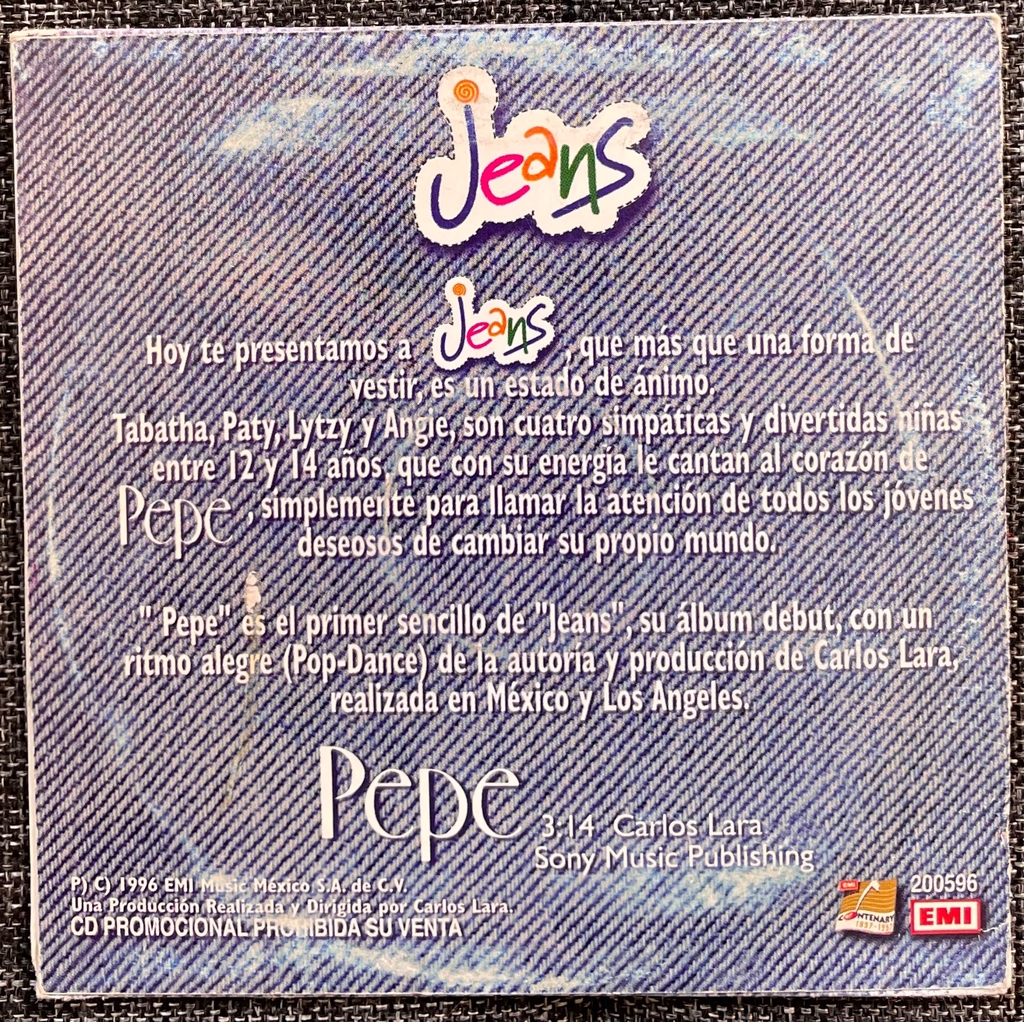 jeans
Hoy te presentamos a jeans, que más que una forma de
vestir, es un estado de ánimo.
Tabatha, Paty, Lytzy y Angie, son cuatro simpáticas y divertidas niñas
entre 12 y 14 años, que con su energía le cantan al corazón de
Pepe, simplemente para llamar la atención de todos los jóvenes
deseosos de cambiar su propio mundo.
" Pepe" es el primer sencillo de "Jeans", su álbum debut, con un
ritmo alegre (Pop-Dance) de la autoría y producción de Carlos Lara,
realizada en México y Los Angeles.
Pepe 3:14 Carlos Lara
Sony Music Publishing
P) C) 1996 EMI Music México S.A. de C.V.
Una Producción Realizada y Dirigida por Carlos Lara.
CD PROMOCIONAL PROHIBIDA SU VENTA
EMI
CENTENARY
1897-1997
200596
EMI